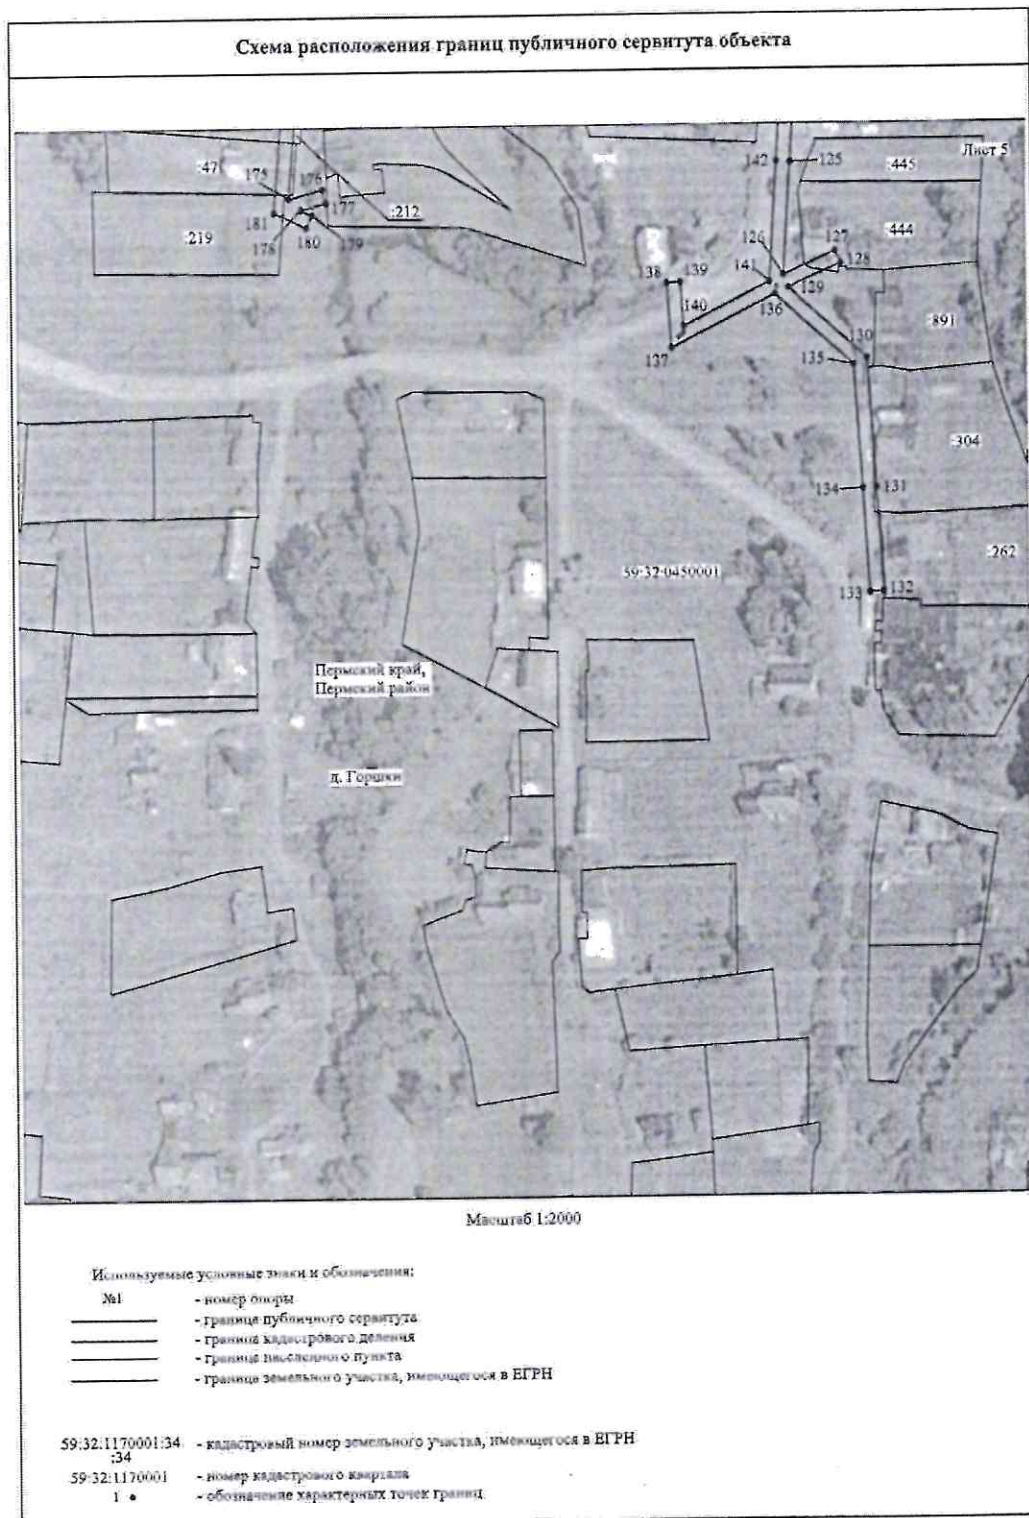 Схема расположения границ публичного сервитута объекта
Лист 5
:47
175
176
177
:212
142
125
:445
181
:219
178
180
179
126
127
128
:444
138
139
141
129
136
140
137
:891
130
135
:304
134
131
59:32:0450001
:262
133
132
Пермский край,
Пермский район
д. Горшки
Масштаб 1:2000
Используемые условные знаки и обозначения:
№1 - номер опоры
- граница публичного сервитута
- граница кадастрового деления
- граница населенного пункта
- граница земельного участка, имеющегося в ЕГРН
59:32:1170001:34 - кадастровый номер земельного участка, имеющегося в ЕГРН
:34
59:32:1170001 - номер кадастрового квартала
1 • - обозначение характерных точек границ